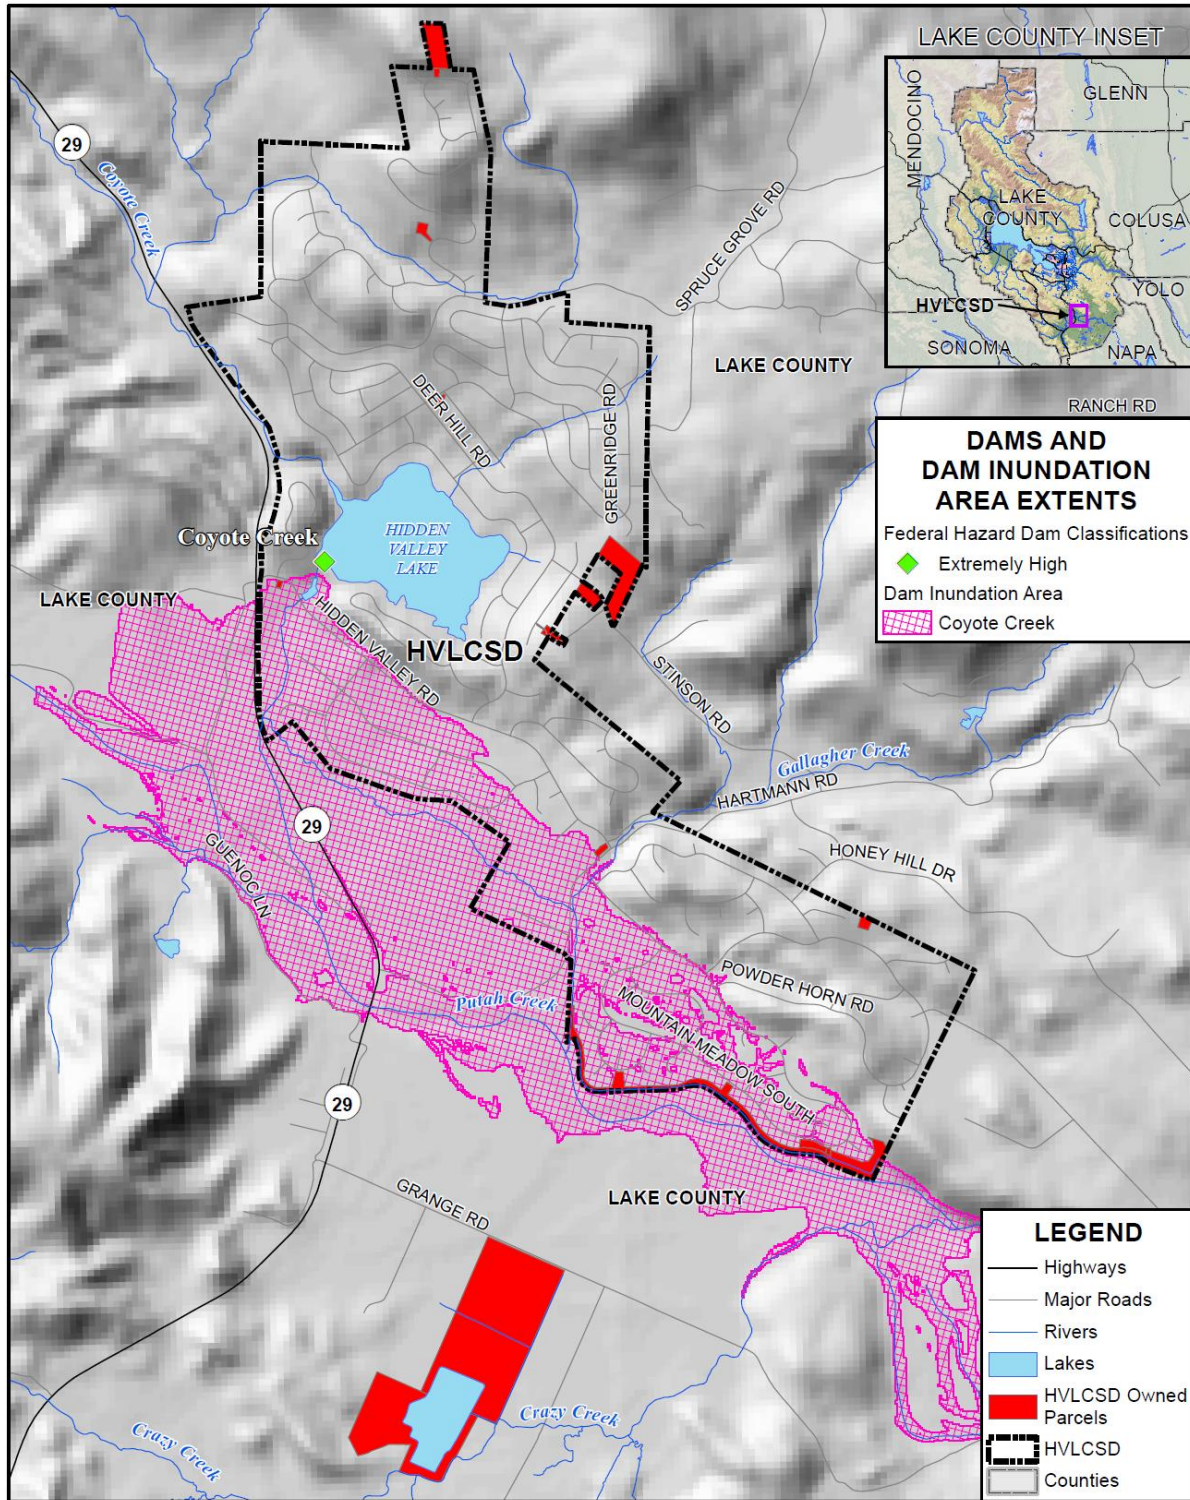 LAKE COUNTY INSET
MENDOCINO
GLENN
LAKE
COUNTY
COLUSA
YOLO
HVLCSD
SONOMA
NAPA
29
Coyote Creek
SPRUCE GROVE RD
LAKE COUNTY
RANCH RD
DEER HILL RD
GREENRIDGE RD
DAMS AND
DAM INUNDATION
AREA EXTENTS
Federal Hazard Dam Classifications
Extremely High
Dam Inundation Area
Coyote Creek
Coyote Creek
HIDDEN
VALLEY
LAKE
LAKE COUNTY
HIDDEN VALLEY RD
HVLCSD
STINSON RD
Gallagher Creek
HARTMANN RD
29
GUENOC LN
HONEY HILL DR
POWDER HORN RD
Putah Creek
MOUNTAIN MEADOW SOUTH
29
GRANGE RD
LAKE COUNTY
Crazy Creek
Crazy Creek
LEGEND
Highways
Major Roads
Rivers
Lakes
HVLCSD Owned
Parcels
HVLCSD
Counties